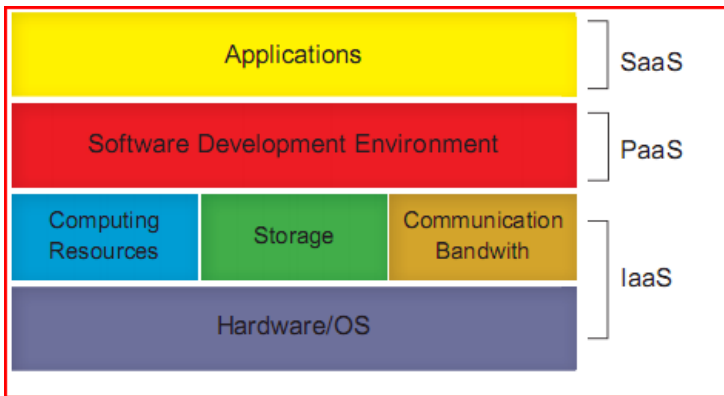 Applications
SaaS
Software Development Environment
PaaS
Computing
Resources
Storage
Communication
Bandwith
IaaS
Hardware/OS